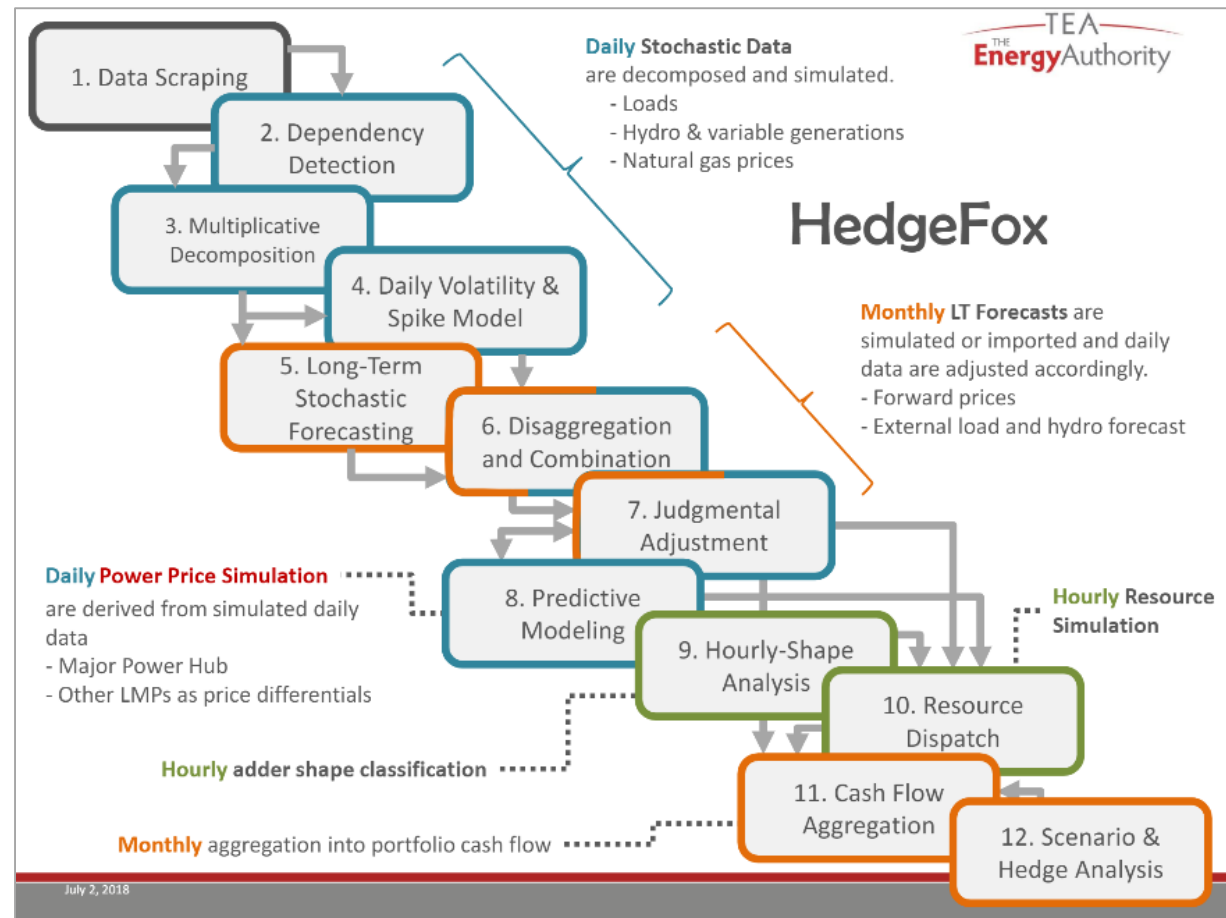 TEA
THE
EnergyAuthority
1. Data Scraping
Daily Stochastic Data
are decomposed and simulated.
- Loads
- Hydro & variable generations
- Natural gas prices
2. Dependency
Detection
HedgeFox
3. Multiplicative
Decomposition
4. Daily Volatility &
Spike Model
Monthly LT Forecasts are
simulated or imported and daily
data are adjusted accordingly.
- Forward prices
- External load and hydro forecast
5. Long-Term
Stochastic
Forecasting
6. Disaggregation
and Combination
7. Judgmental
Adjustment
Daily Power Price Simulation
are derived from simulated daily
data
- Major Power Hub
- Other LMPs as price differentials
8. Predictive
Modeling
Hourly Resource
Simulation
9. Hourly-Shape
Analysis
10. Resource
Dispatch
Hourly adder shape classification
11. Cash Flow
Aggregation
Monthly aggregation into portfolio cash flow
12. Scenario &
Hedge Analysis
July 2, 2018